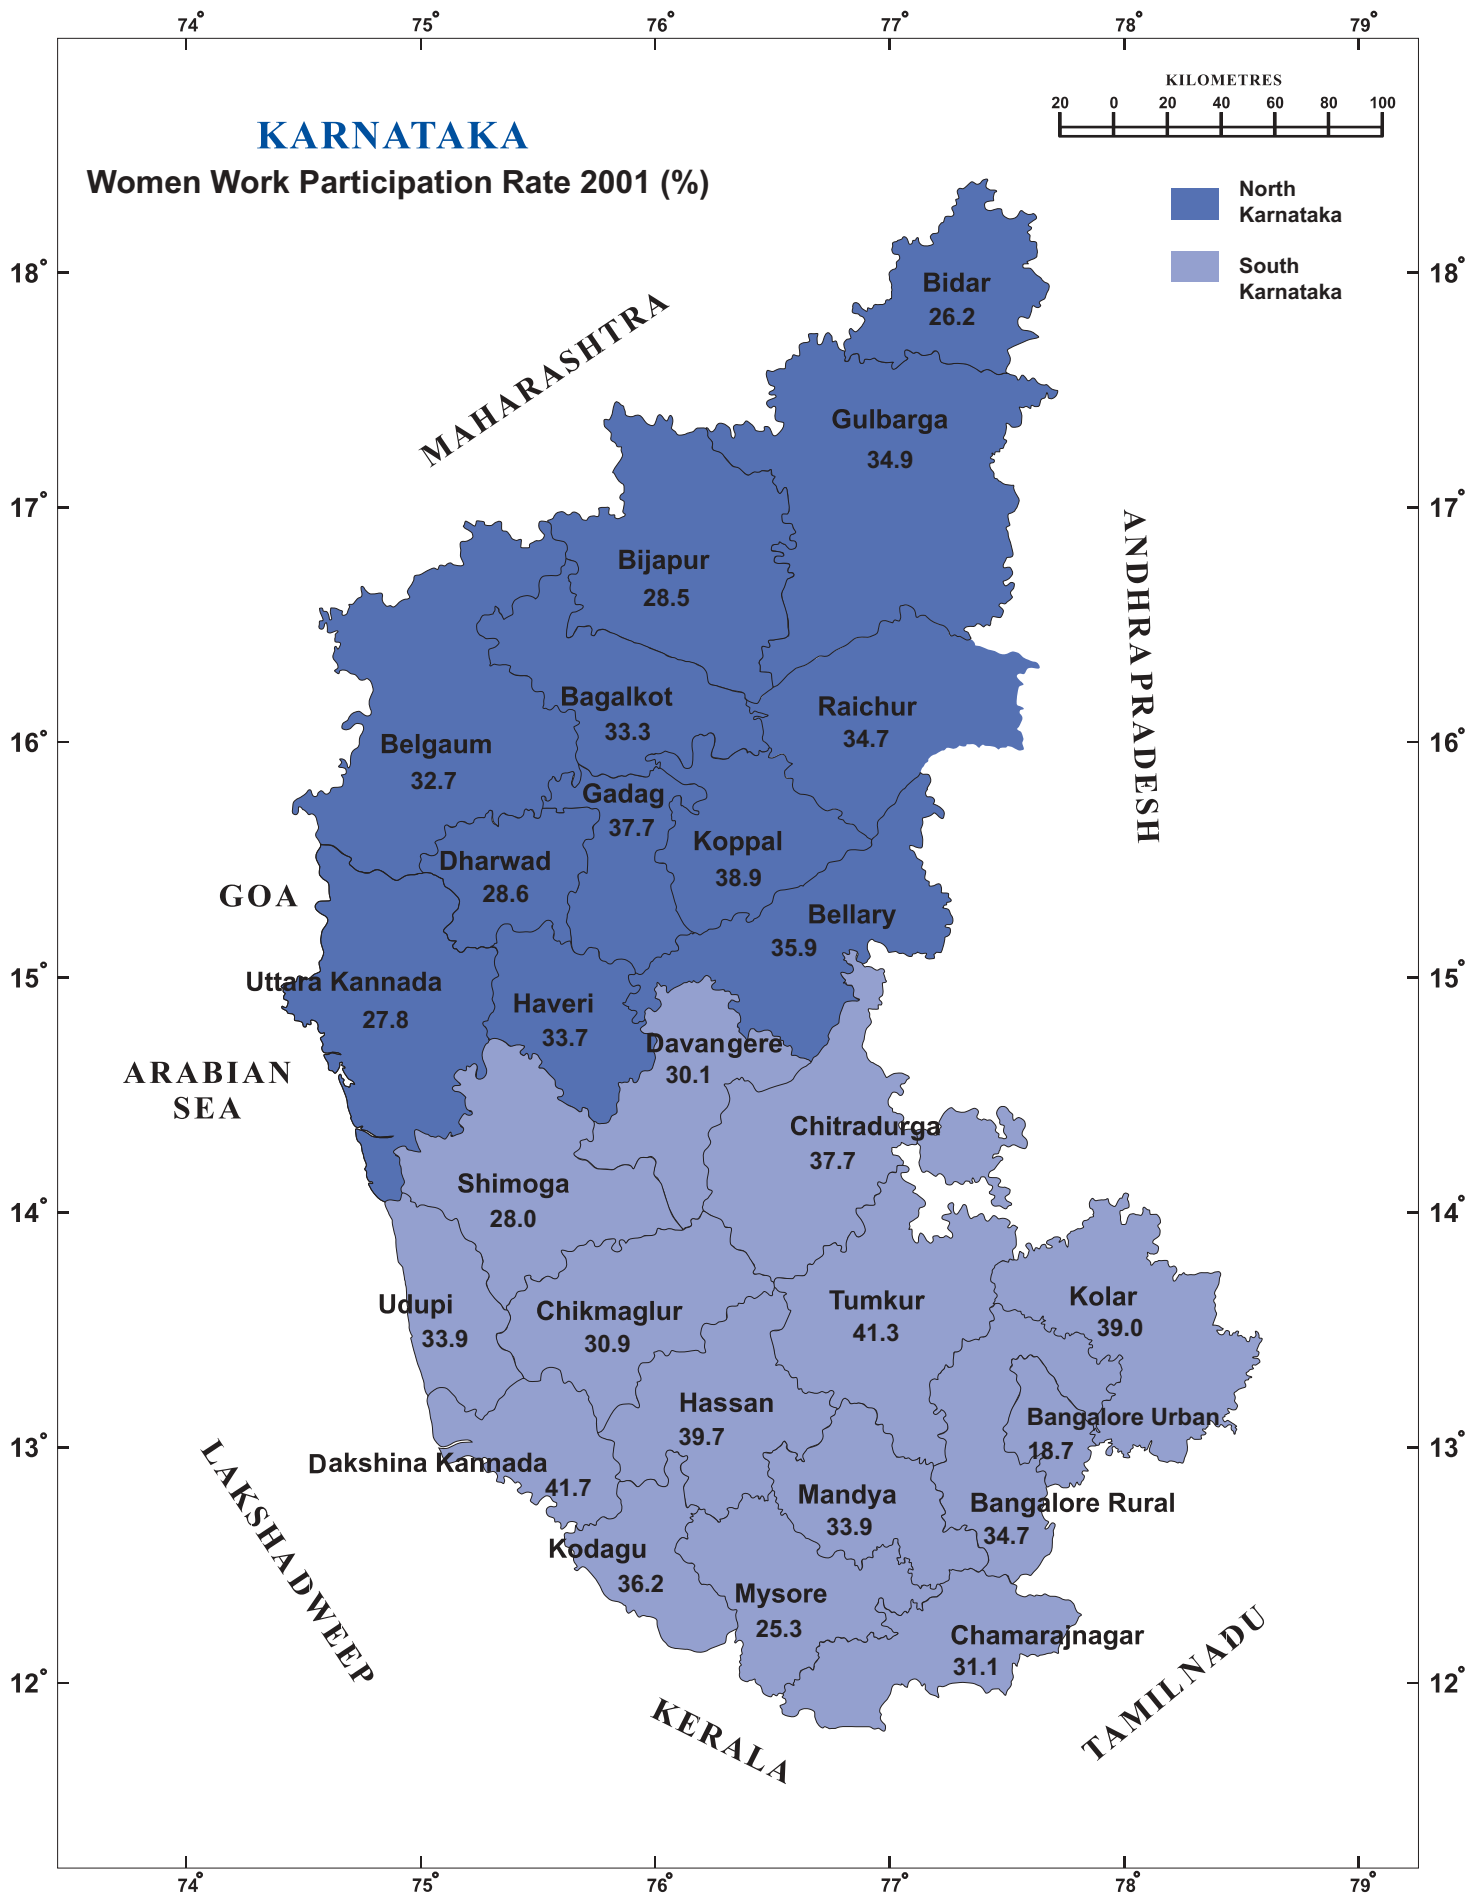 74° 75° 76° 77° 78° 79°
KILOMETRES
20 0 20 40 60 80 100
KARNATAKA
Women Work Participation Rate 2001 (%)
North
Karnataka
South
Karnataka
18° 18°
17° 17°
16° 16°
15° 15°
14° 14°
13° 13°
12° 12°
MAHARASHTRA
ANDHRA PRADESH
GOA
ARABIAN
SEA
LAKSHADWEEP
KERALA
TAMIL NADU
Bidar
26.2
Gulbarga
34.9
Bijapur
28.5
Bagalkot
33.3
Raichur
34.7
Belgaum
32.7
Gadag
37.7
Koppal
38.9
Dharwad
28.6
Bellary
35.9
Uttara Kannada
27.8
Haveri
33.7
Davangere
30.1
Chitradurga
37.7
Shimoga
28.0
Udupi
33.9
Chikmaglur
30.9
Tumkur
41.3
Kolar
39.0
Hassan
39.7
Bangalore Urban
18.7
Dakshina Kannada
41.7
Mandya
33.9
Bangalore Rural
34.7
Kodagu
36.2
Mysore
25.3
Chamarajnagar
31.1
74° 75° 76° 77° 78° 79°